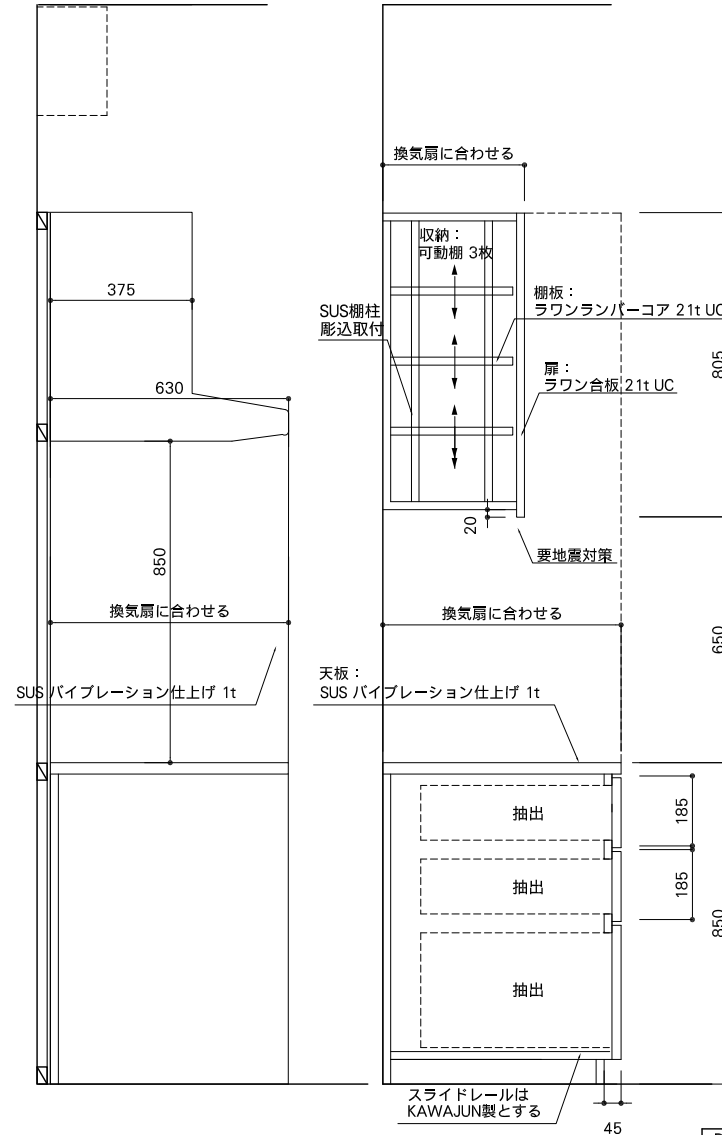 換気扇に合わせる
収納：
可動棚 3枚
375
棚板：
ラワンランバーコア 21t UC
SUS棚柱
彫込取付
805
扉：
ラワン合板 21t UC
630
20
850
要地震対策
換気扇に合わせる
換気扇に合わせる
650
SUS バイブレーション仕上げ 1t
天板：
SUS バイブレーション仕上げ 1t
抽出
185
抽出
185
850
抽出
スライドレールは
KAWAJUN製とする
45